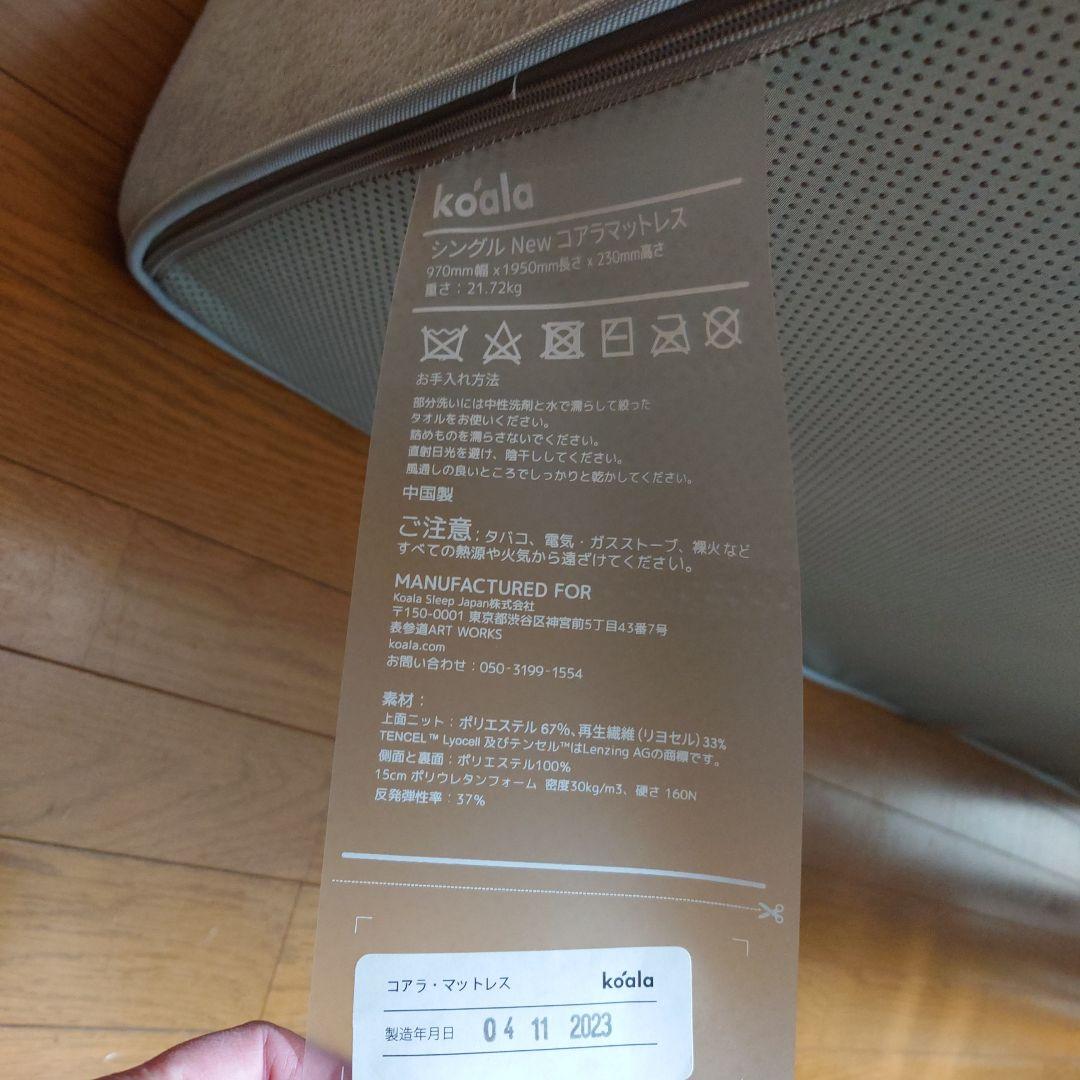 koala
シングル New コアラマットレス
970mm幅 x 1950mm長さ x 230mm高さ
重さ：21.72kg
お手入れ方法
部分洗いには中性洗剤と水で濡らして絞った
タオルをお使いください。
詰めものを濡らさないでください。
直射日光を避け、陰干ししてください。
風通しの良いところでしっかりと乾かしてください。
中国製
ご注意：タバコ、電気・ガスストーブ、裸火など
すべての熱源や火気から遠ざけてください。
MANUFACTURED FOR
Koala Sleep Japan株式会社
〒150-0001 東京都渋谷区神宮前5丁目43番7号
表参道ART WORKS
koala.com
お問い合わせ：050-3199-1554
素材：
上面ニット：ポリエステル 67%、再生繊維（リヨセル）33%
TENCEL™ Lyocell 及びテンセル™はLenzing AGの商標です。
側面と裏面：ポリエステル100%
15cm ポリウレタンフォーム 密度30kg/m3、硬さ 160N
反発弾性率：37%
コアラ・マットレス koala
製造年月日 04 11 2023